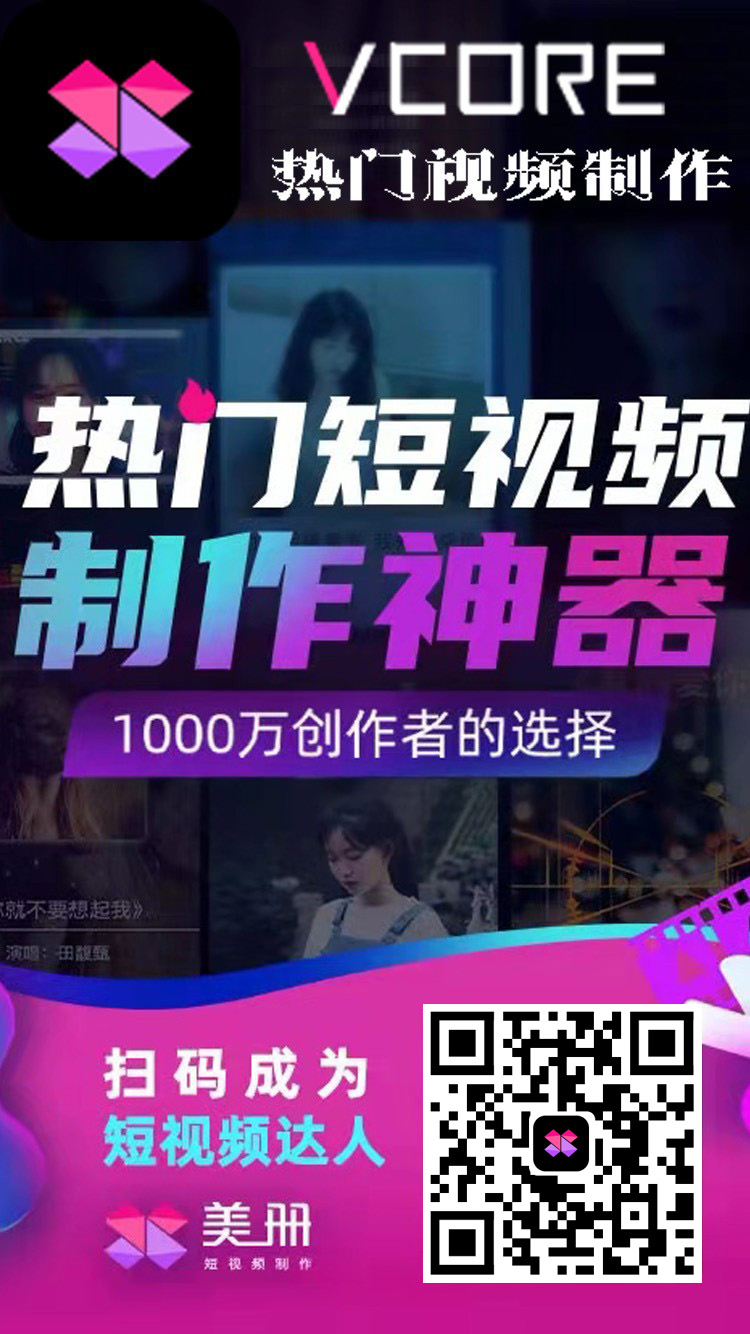 VCORE
热门视频制作
热门短视频
制作神器
1000万创作者的选择
你就不要想起我》
演唱：田馥甄
扫码成为
短视频达人
美册
短视频制作